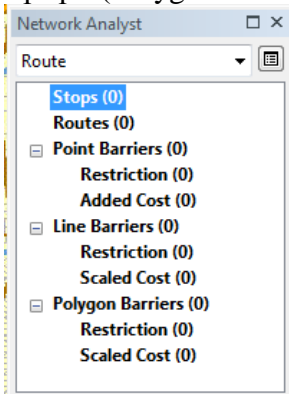 Network Analyst
Route
Stops (0)
Routes (0)
Point Barriers (0)
Restriction (0)
Added Cost (0)
Line Barriers (0)
Restriction (0)
Scaled Cost (0)
Polygon Barriers (0)
Restriction (0)
Scaled Cost (0)